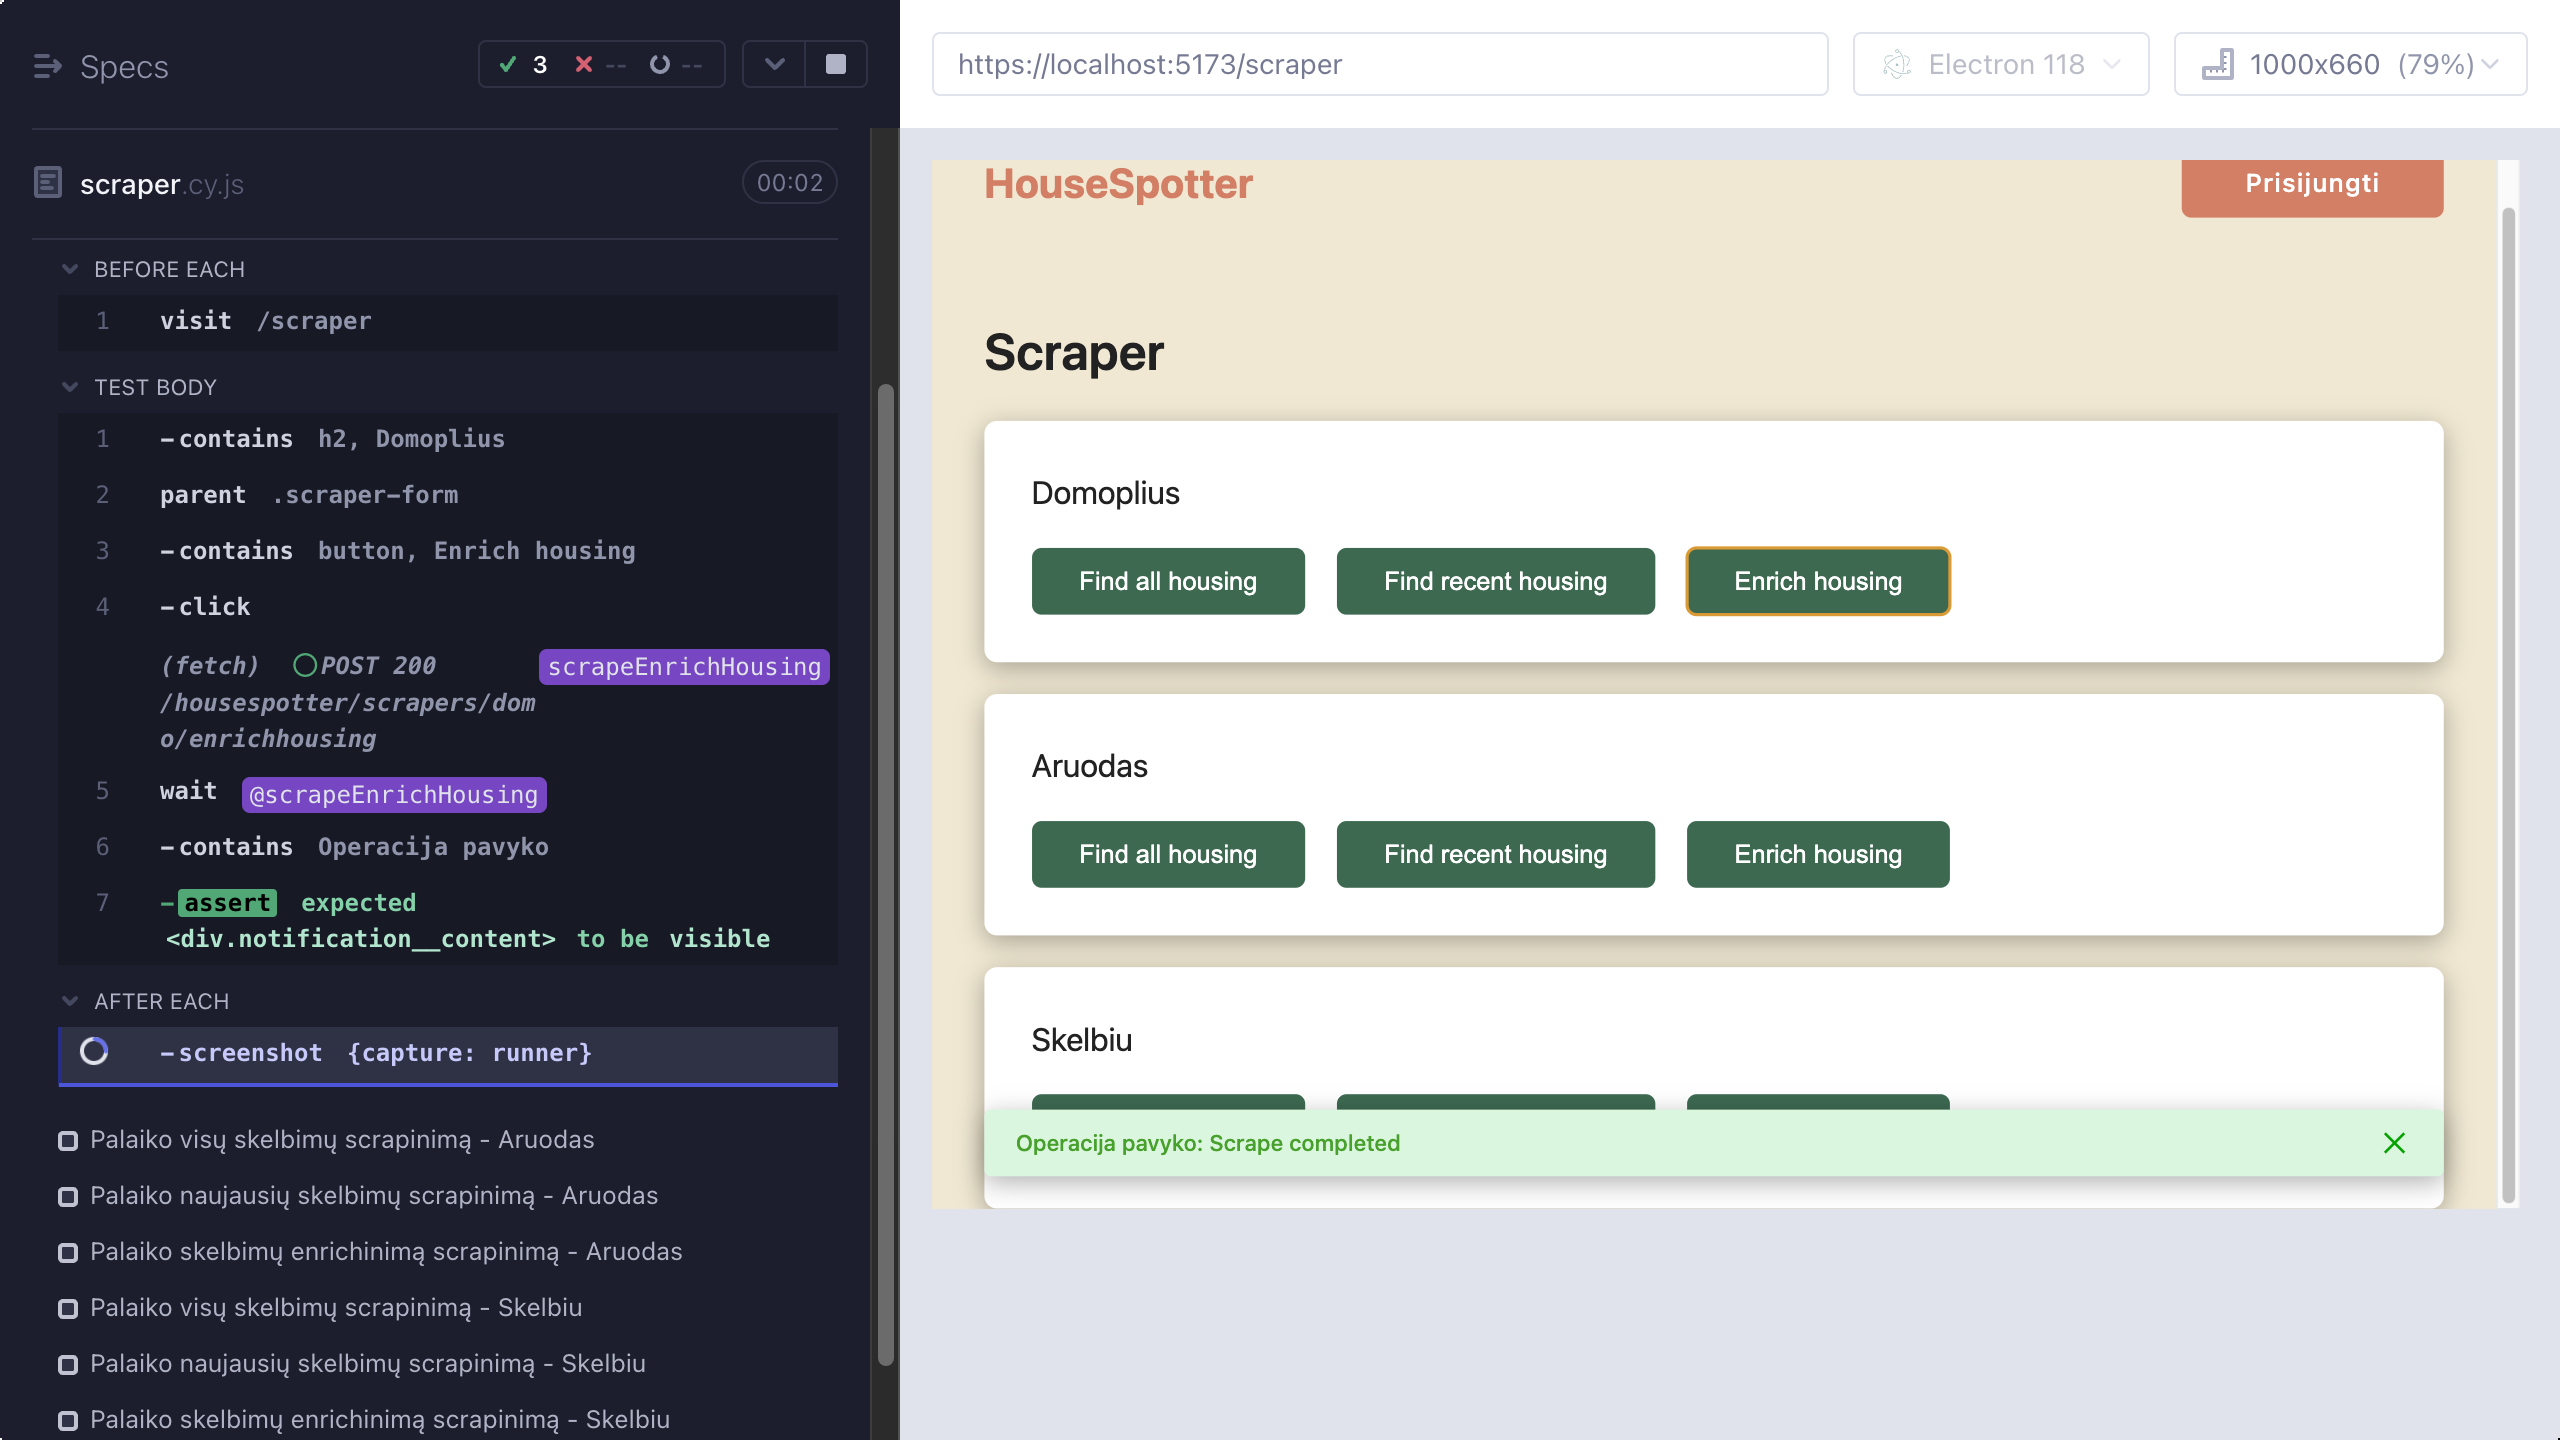 Specs
3
--
--
scraper.cy.js
00:02
BEFORE EACH
1 visit /scraper
TEST BODY
1 -contains h2, Domoplius
2 parent .scraper-form
3 -contains button, Enrich housing
4 -click
(fetch) POST 200 scrapeEnrichHousing
/housespotter/scrapers/dom
o/enrichhousing
5 wait @scrapeEnrichHousing
6 -contains Operacija pavyko
7 -assert expected
<div.notification__content> to be visible
AFTER EACH
-screenshot {capture: runner}
Palaiko visų skelbimų scrapinimą - Aruodas
Palaiko naujausių skelbimų scrapinimą - Aruodas
Palaiko skelbimų enrichinimą scrapinimą - Aruodas
Palaiko visų skelbimų scrapinimą - Skelbiu
Palaiko naujausių skelbimų scrapinimą - Skelbiu
Palaiko skelbimų enrichinimą scrapinimą - Skelbiu
https://localhost:5173/scraper
Electron 118
1000x660 (79%)
HouseSpotter
Prisijungti
Scraper
Domoplius
Find all housing
Find recent housing
Enrich housing
Aruodas
Find all housing
Find recent housing
Enrich housing
Skelbiu
Operacija pavyko: Scrape completed